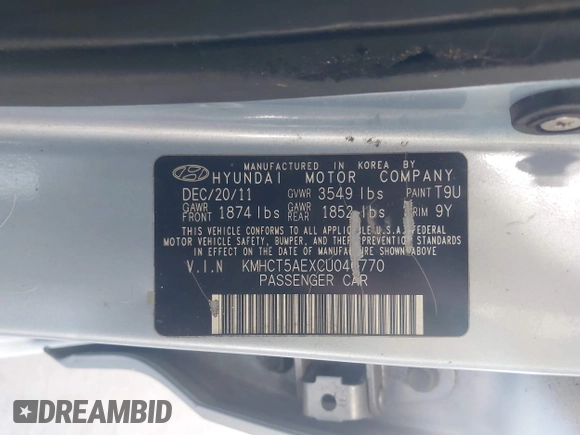 MANUFACTURED IN KOREA BY
HYUNDAI MOTOR COMPANY
DEC/20/11 GVWR 3549 lbs PAINT T9U
GAWR FRONT 1874 lbs GAWR REAR 1852 lbs TRIM 9Y
THIS VEHICLE CONFORMS TO ALL APPLICABLE U.S.A. FEDERAL
MOTOR VEHICLE SAFETY, BUMPER, AND THEFT PREVENTION
STANDARDS IN EFFECT ON THE DATE OF MANUFACTURE SHOWN ABOVE
V.I.N
PASSENGER CAR
DREAMBID